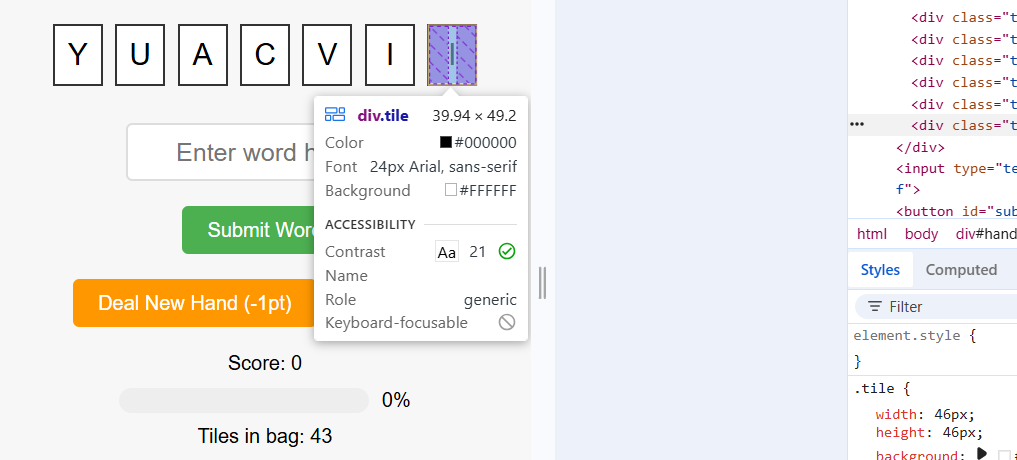 Y U A C V I I
Enter word h
Submit Wor
Deal New Hand (-1pt)
Score: 0
0%
Tiles in bag: 43
div.tile 39.94 × 49.2
Color #000000
Font 24px Arial, sans-serif
Background #FFFFFF
ACCESSIBILITY
Contrast Aa 21
Name
Role generic
Keyboard-focusable
<div class="t
<div class="t
<div class="t
<div class="t
<div class="t
••• <div class="t
</div>
<input type="te
f">
<button id="sub
html body div#hand
Styles Computed
Filter
element.style {
}
.tile {
width: 46px;
height: 46px;
background: